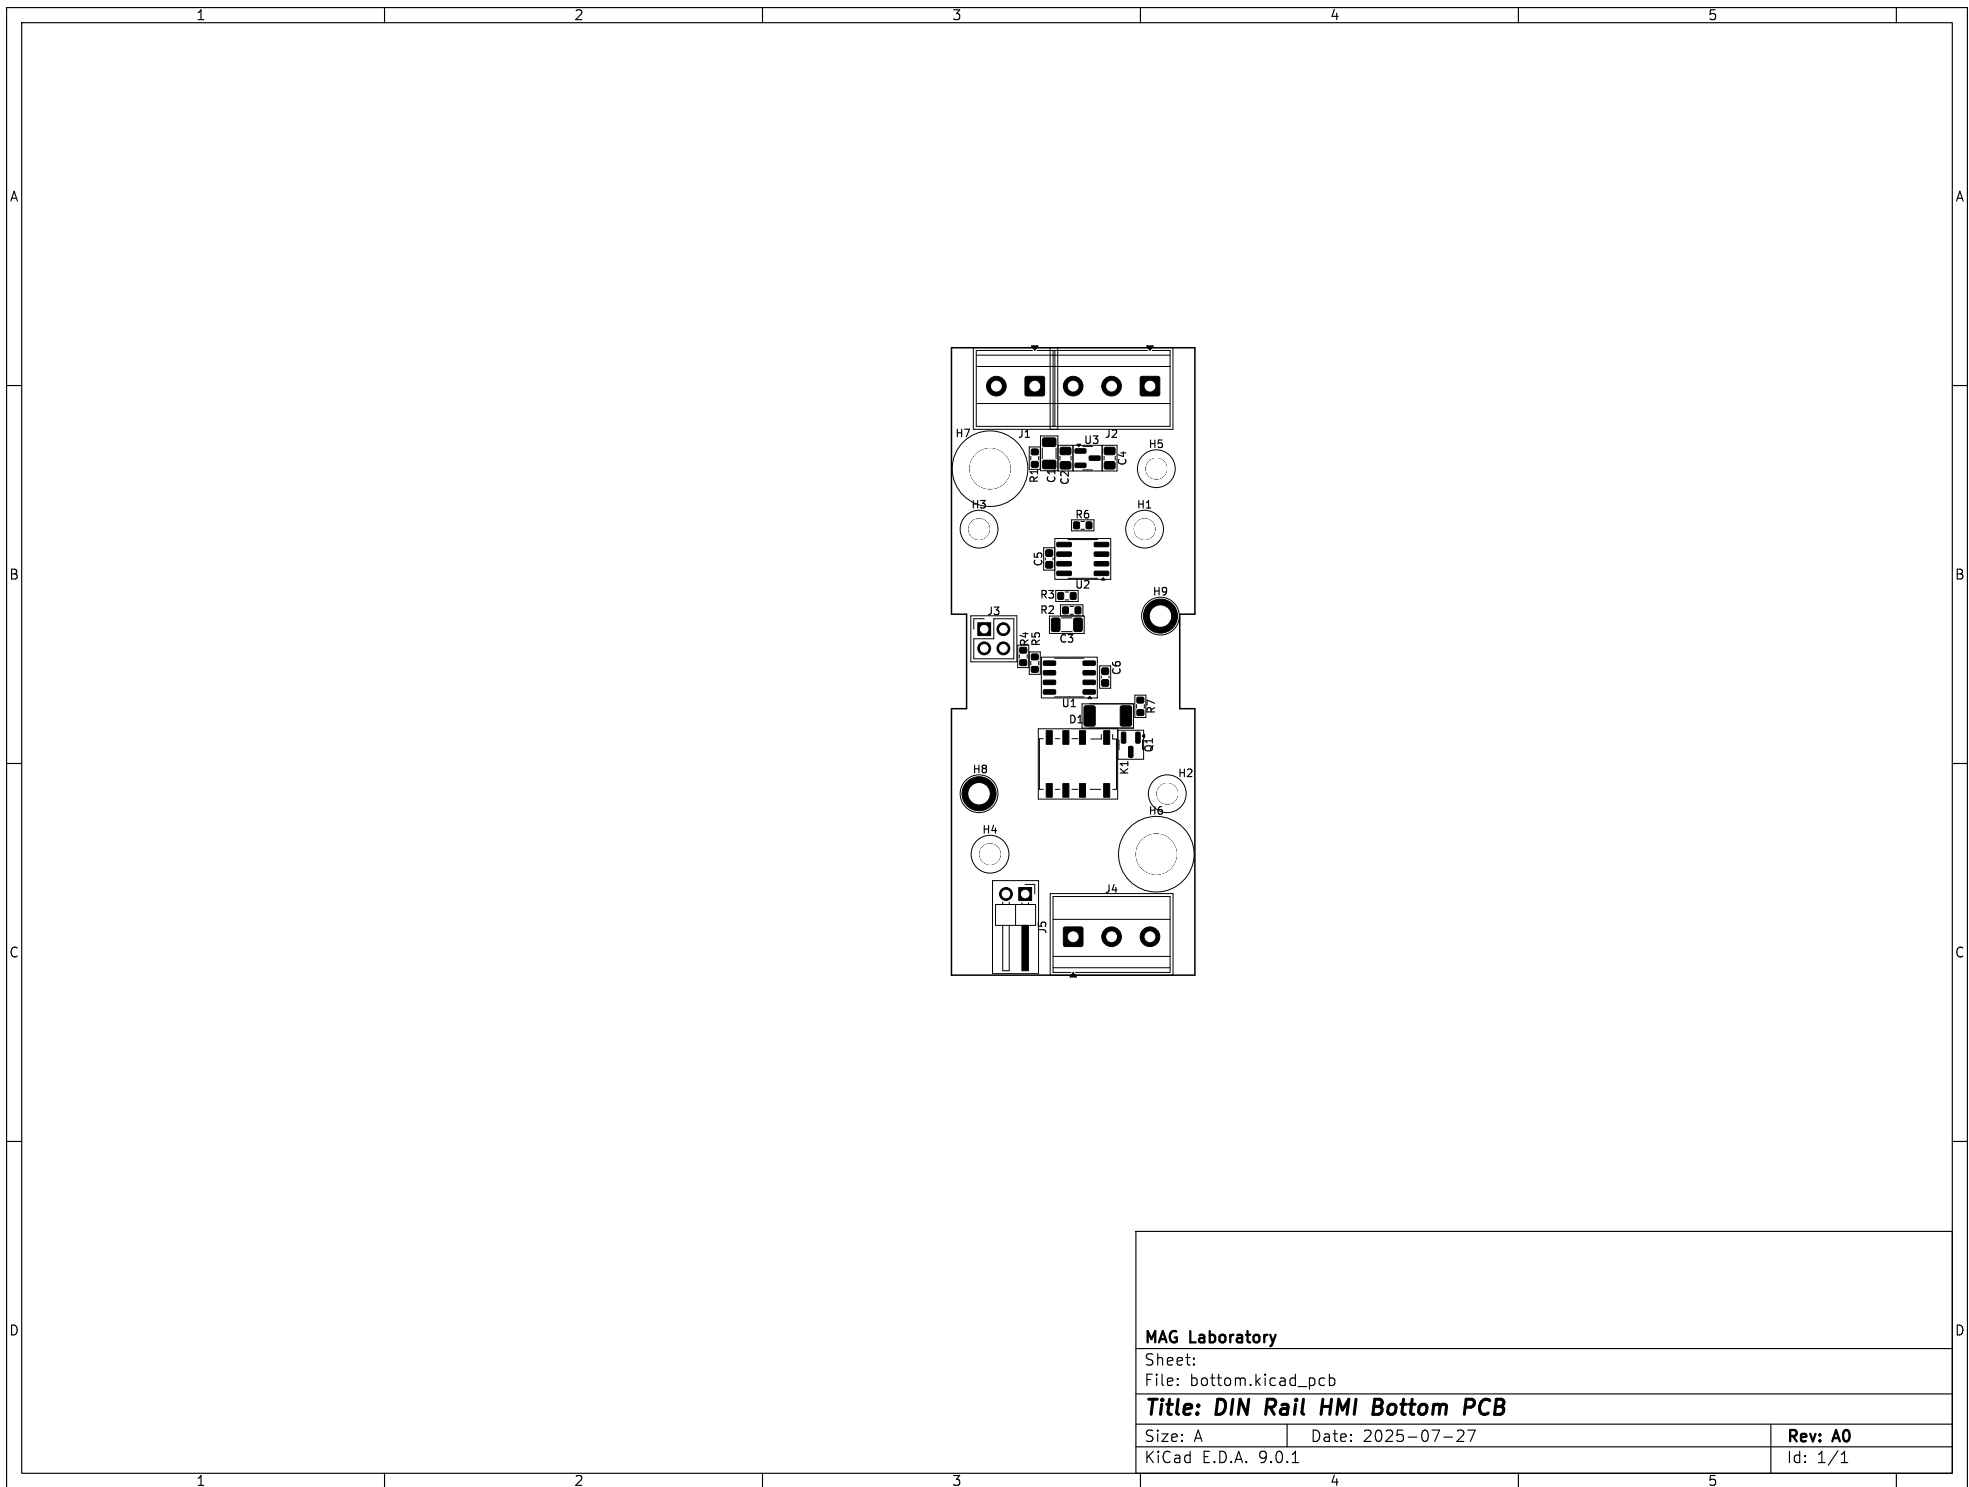 1 2 3 4 5
A A
J1 J2
H7 U3 H5
R1 C1 C2 C4
H3 H1
R6
C5
U2
B B
R3 H9
R2
J3
C3
R4 R5
C6
U1
R7
D1
Q1
K1
H8 H2
H6
H4
J4
J5
C C
D D
MAG Laboratory
Sheet:
File: bottom.kicad_pcb
Title: DIN Rail HMI Bottom PCB
Size: A Date: 2025-07-27 Rev: A0
KiCad E.D.A. 9.0.1 Id: 1/1
1 2 3 4 5